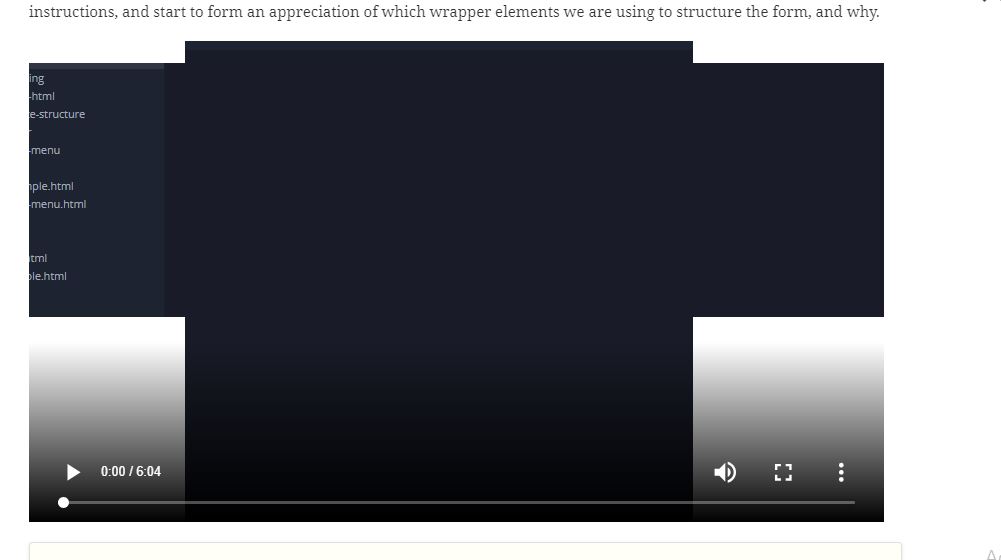 instructions, and start to form an appreciation of which wrapper elements we are using to structure the form, and why.
ing
-html
e-structure
-menu
ple.html
-menu.html
tml
ple.html
0:00 / 6:04